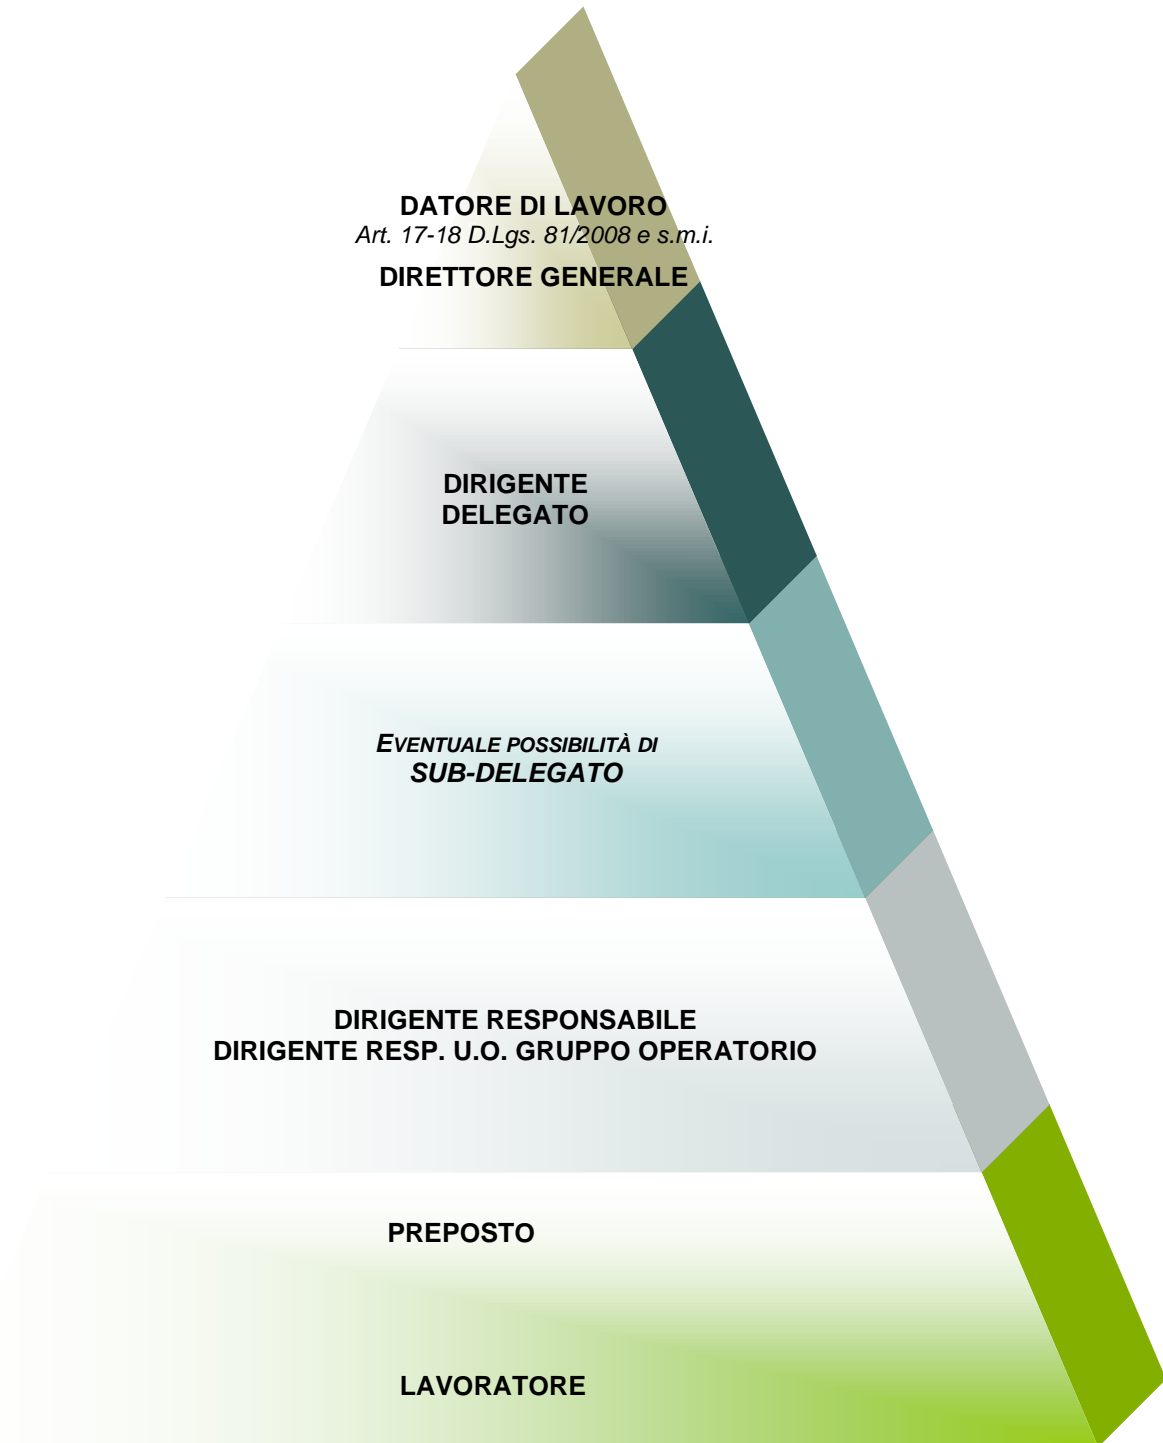 DATORE DI LAVORO
Art. 17-18 D.Lgs. 81/2008 e s.m.i.
DIRETTORE GENERALE
DIRIGENTE
DELEGATO
EVENTUALE POSSIBILITÀ DI
SUB-DELEGATO
DIRIGENTE RESPONSABILE
DIRIGENTE RESP. U.O. GRUPPO OPERATORIO
PREPOSTO
LAVORATORE